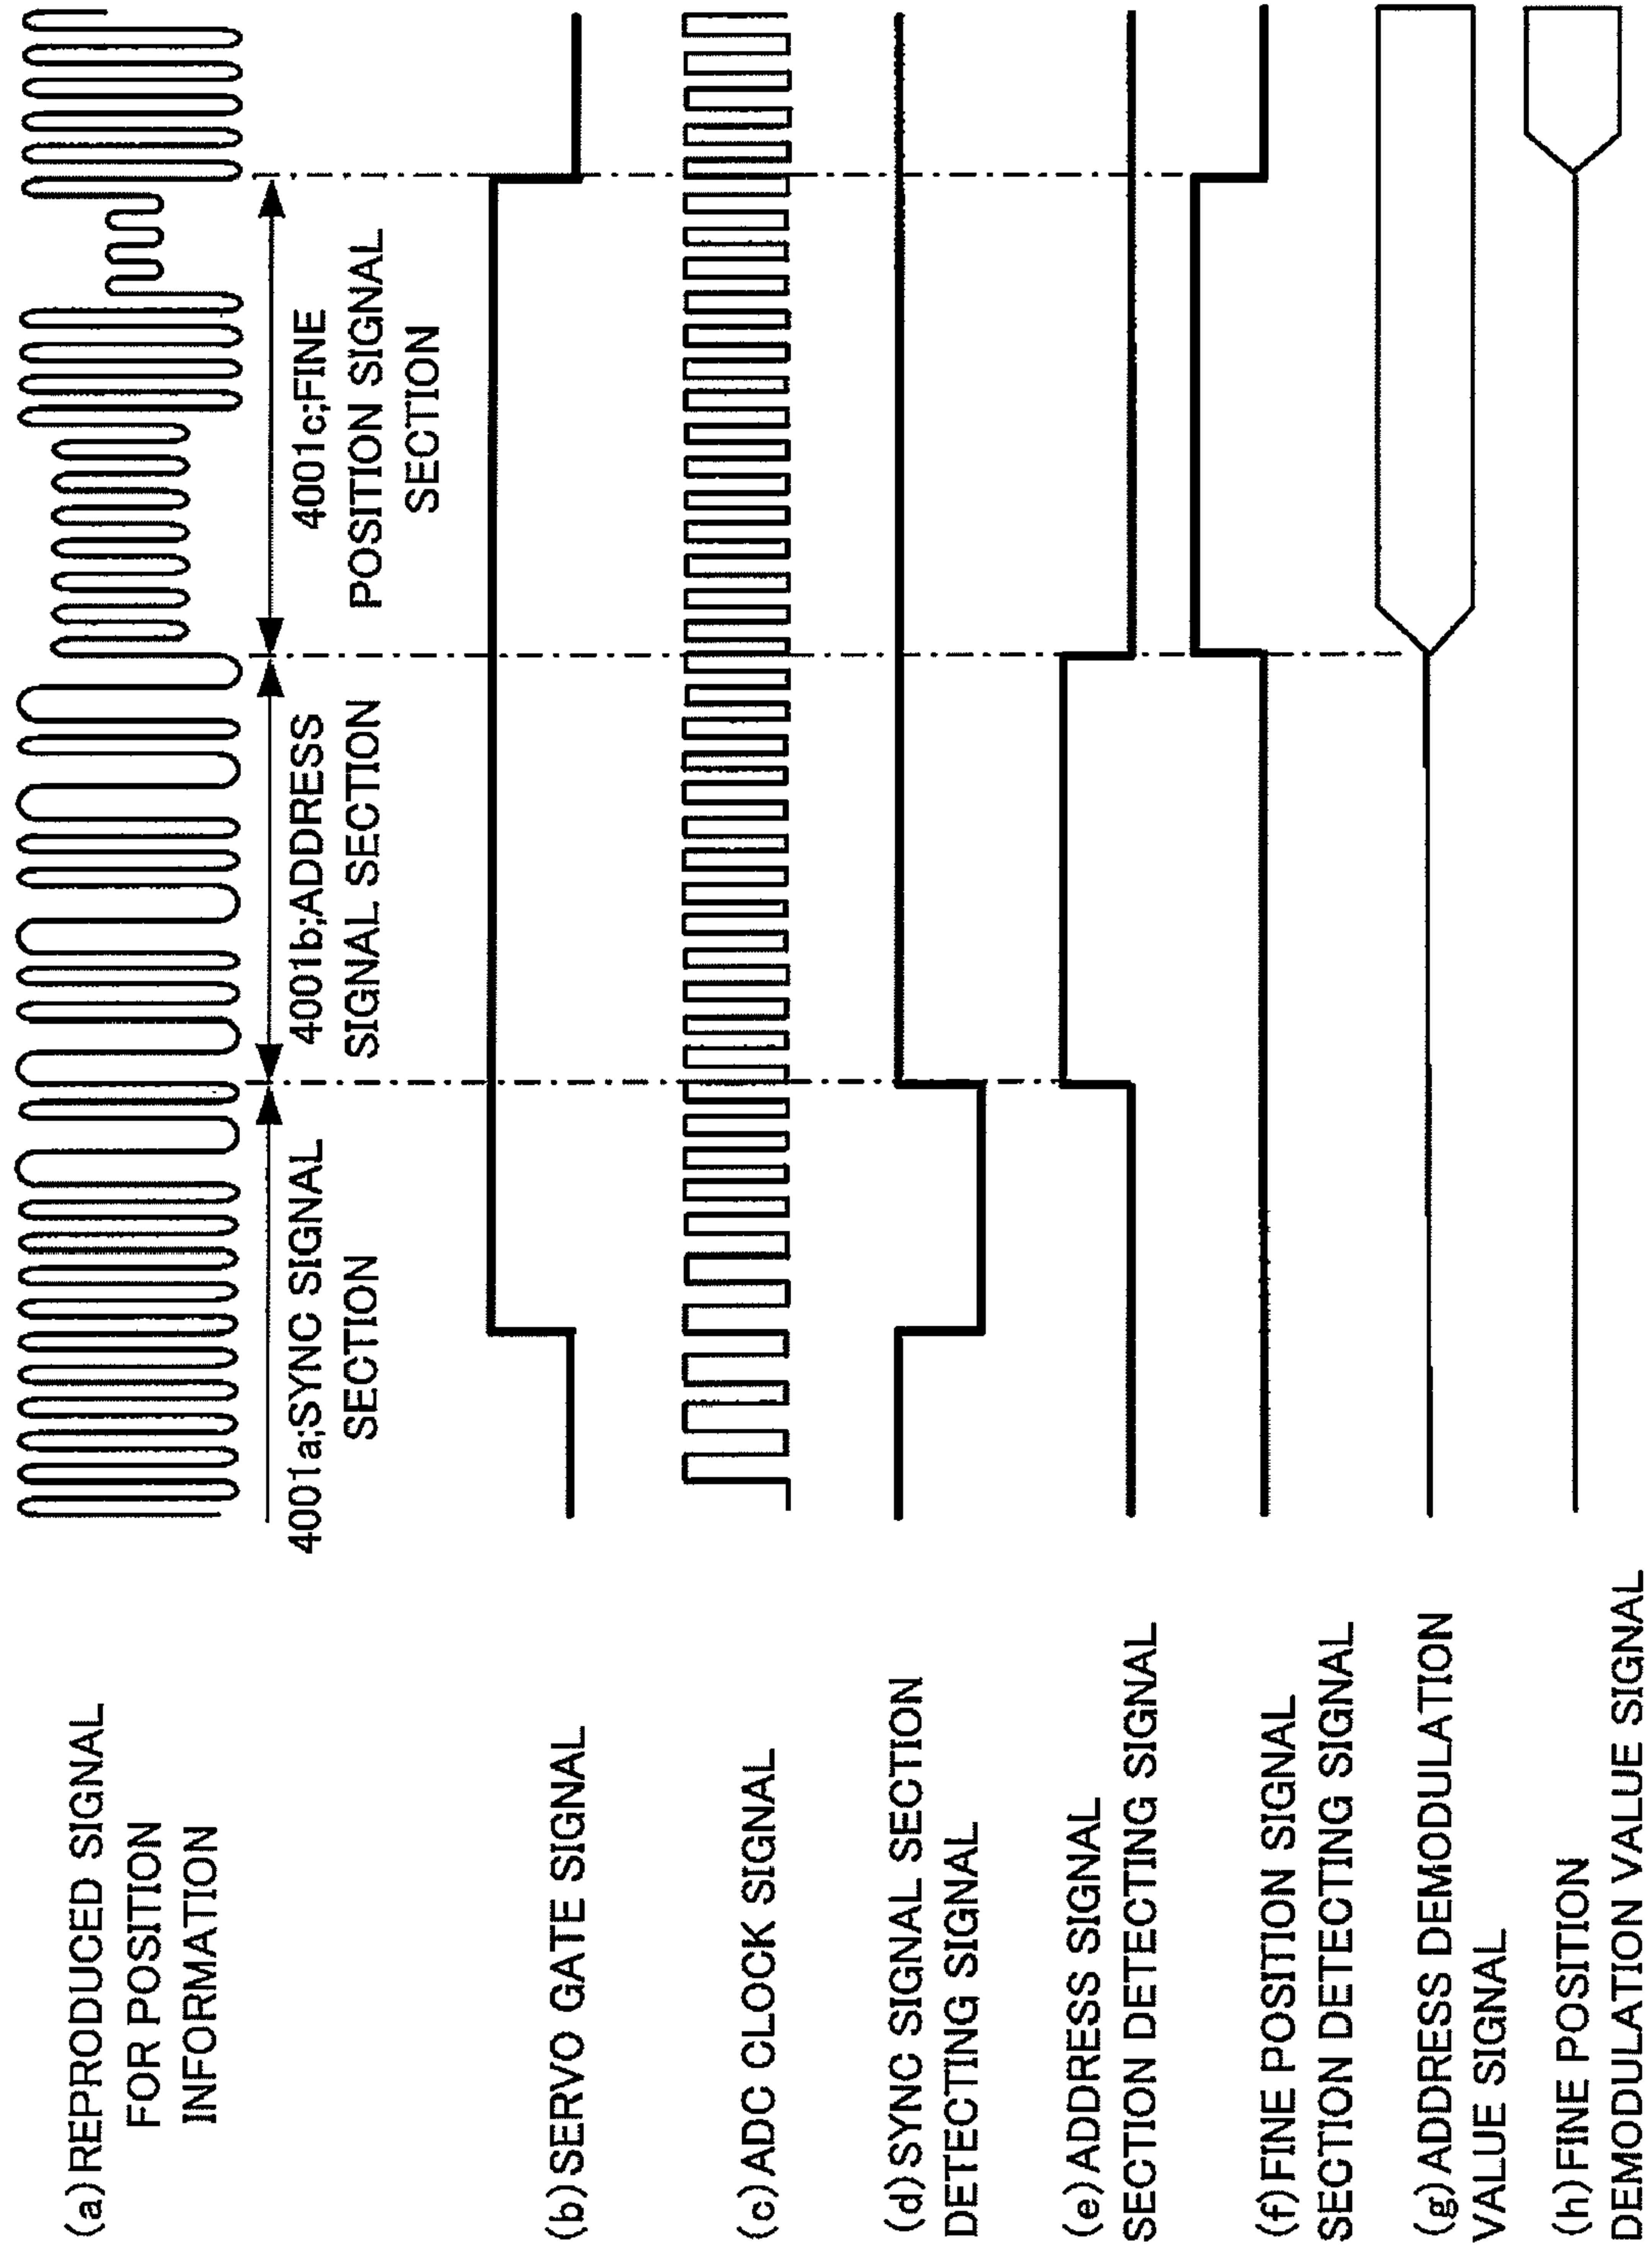 (a)REPRODUCED SIGNAL
FOR POSITION
INFORMATION
4001a;SYNC SIGNAL
SECTION
4001b;ADDRESS
SIGNAL SECTION
4001c;FINE
POSITION SIGNAL
SECTION
(b)SERVO GATE SIGNAL
(c)ADC CLOCK SIGNAL
(d)SYNC SIGNAL SECTION
DETECTING SIGNAL
(e)ADDRESS SIGNAL
SECTION DETECTING SIGNAL
(f)FINE POSITION SIGNAL
SECTION DETECTING SIGNAL
(g)ADDRESS DEMODULATION
VALUE SIGNAL
(h)FINE POSITION
DEMODULATION VALUE SIGNAL